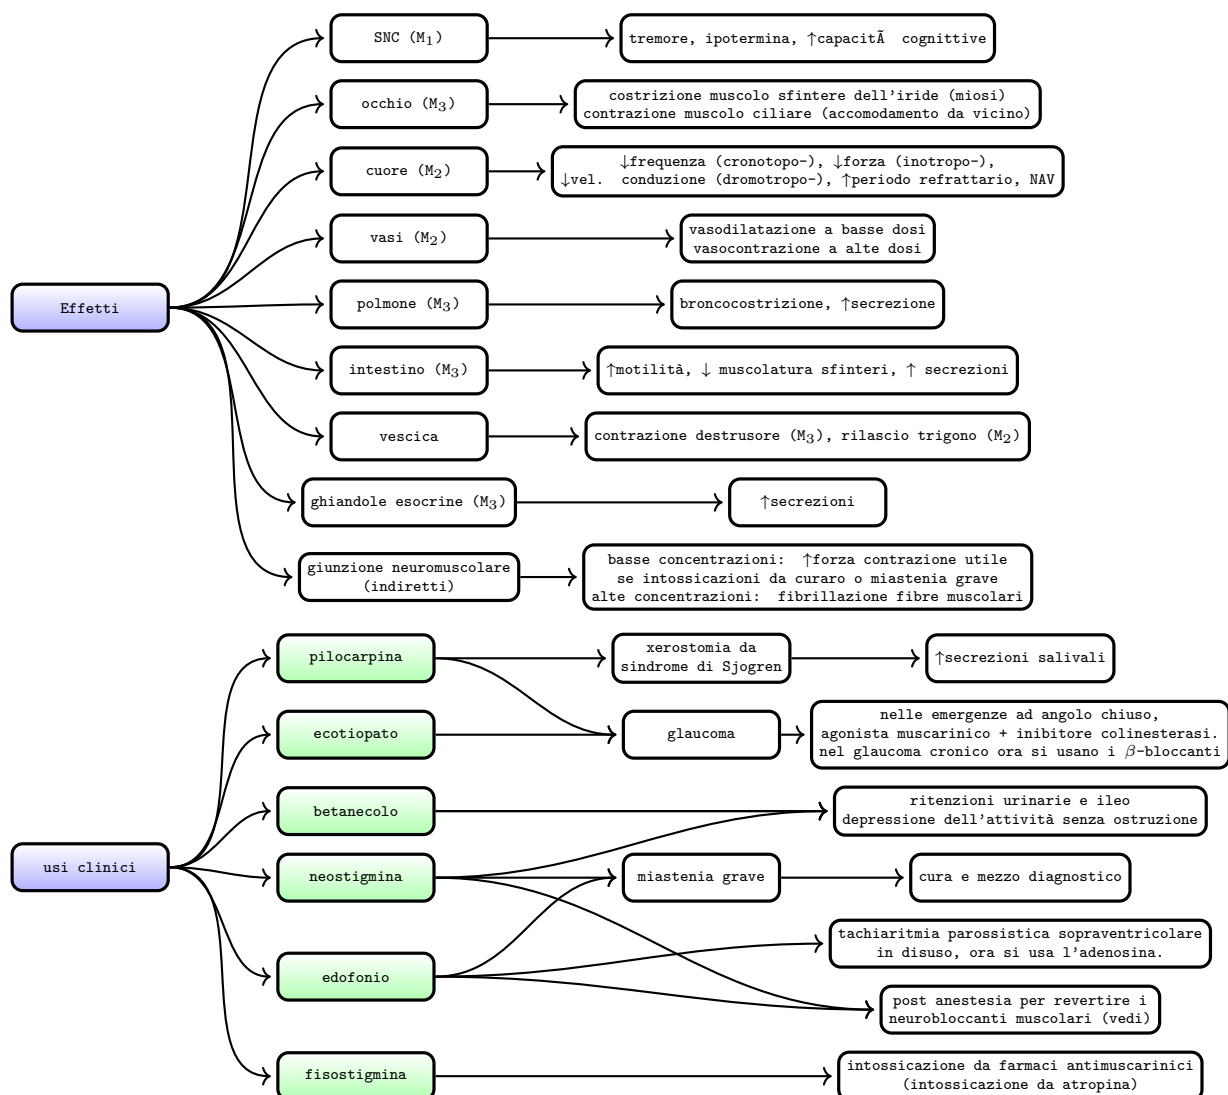 SNC (M₁)
tremore, ipotermina, ↑capacitÃ  cognittive
occhio (M₃)
costrizione muscolo sfintere dell'iride (miosi)
contrazione muscolo ciliare (accomodamento da vicino)
cuore (M₂)
↓frequenza (cronotopo-), ↓forza (inotropo-),
↓vel.  conduzione (dromotropo-), ↑periodo refrattario, NAV
vasi (M₂)
vasodilatazione a basse dosi
vasocontrazione a alte dosi
Effetti
polmone (M₃)
broncocostrizione, ↑secrezione
intestino (M₃)
↑motilità, ↓ muscolatura sfinteri, ↑ secrezioni
vescica
contrazione destrusore (M₃), rilascio trigono (M₂)
ghiandole esocrine (M₃)
↑secrezioni
giunzione neuromuscolare
(indiretti)
basse concentrazioni:  ↑forza contrazione utile
se intossicazioni da curaro o miastenia grave
alte concentrazioni:  fibrillazione fibre muscolari
pilocarpina
xerostomia da
sindrome di Sjogren
↑secrezioni salivali
ecotiopato
glaucoma
nelle emergenze ad angolo chiuso,
agonista muscarinico + inibitore colinesterasi.
nel glaucoma cronico ora si usano i β-bloccanti
betanecolo
ritenzioni urinarie e ileo
depressione dell'attività senza ostruzione
usi clinici
neostigmina
miastenia grave
cura e mezzo diagnostico
tachiaritmia parossistica sopraventricolare
in disuso, ora si usa l'adenosina.
edofonio
post anestesia per revertire i
neurobloccanti muscolari (vedi)
fisostigmina
intossicazione da farmaci antimuscarinici
(intossicazione da atropina)